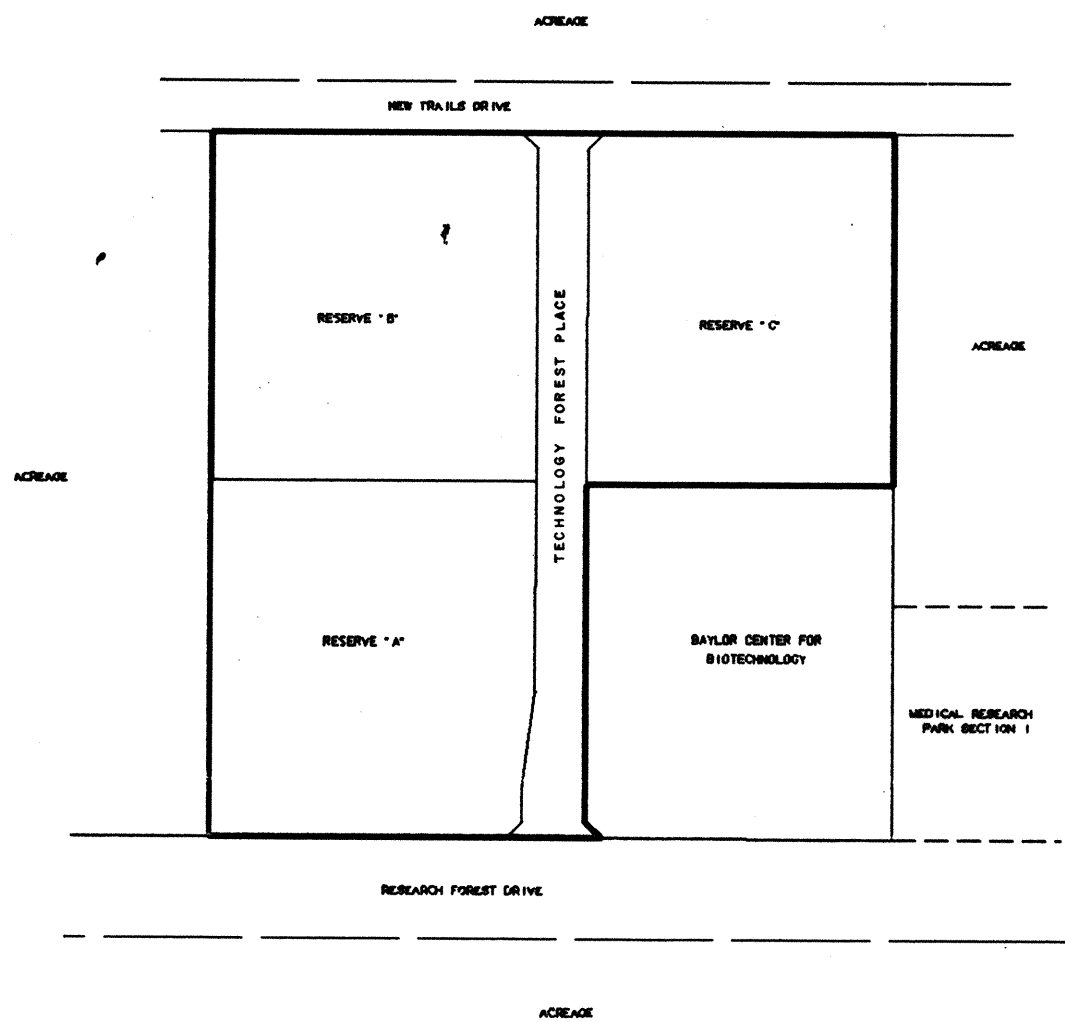 ACREAGE
NEW TRAILS DRIVE
RESERVE "B"
TECHNOLOGY FOREST PLACE
RESERVE "C"
ACREAGE
ACREAGE
RESERVE "A"
BAYLOR CENTER FOR
BIOTECHNOLOGY
MEDICAL RESEARCH
PARK SECTION 1
RESEARCH FOREST DRIVE
ACREAGE